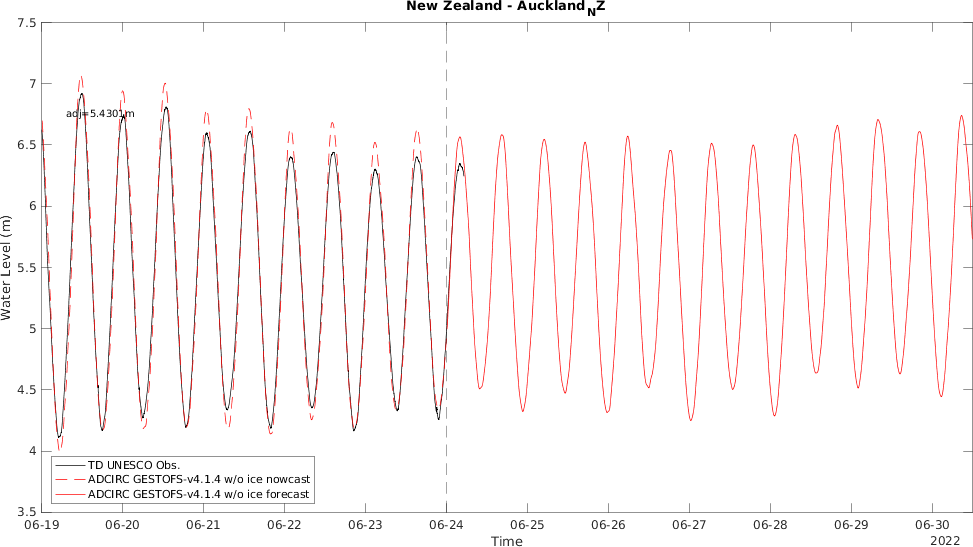 New Zealand - Auckland_NZ
7.5
7
6.5
6
5.5
5
4.5
4
3.5
Water Level (m)
adj=5.4301m
TD UNESCO Obs.
ADCIRC GESTOFS-v4.1.4 w/o ice nowcast
ADCIRC GESTOFS-v4.1.4 w/o ice forecast
06-19 06-20 06-21 06-22 06-23 06-24 06-25 06-26 06-27 06-28 06-29 06-30
Time
2022